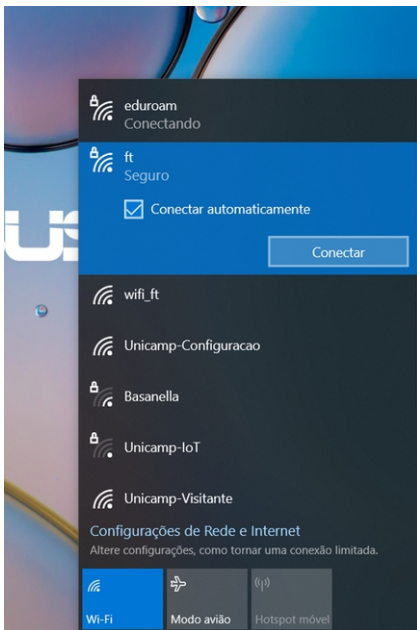 eduroam
Conectando
ft
Seguro
Conectar automaticamente
Conectar
wifi_ft
Unicamp-Configuracao
Basanella
Unicamp-IoT
Unicamp-Visitante
Configurações de Rede e Internet
Altere configurações, como tornar uma conexão limitada.
Wi-Fi
Modo avião
Hotspot móvel